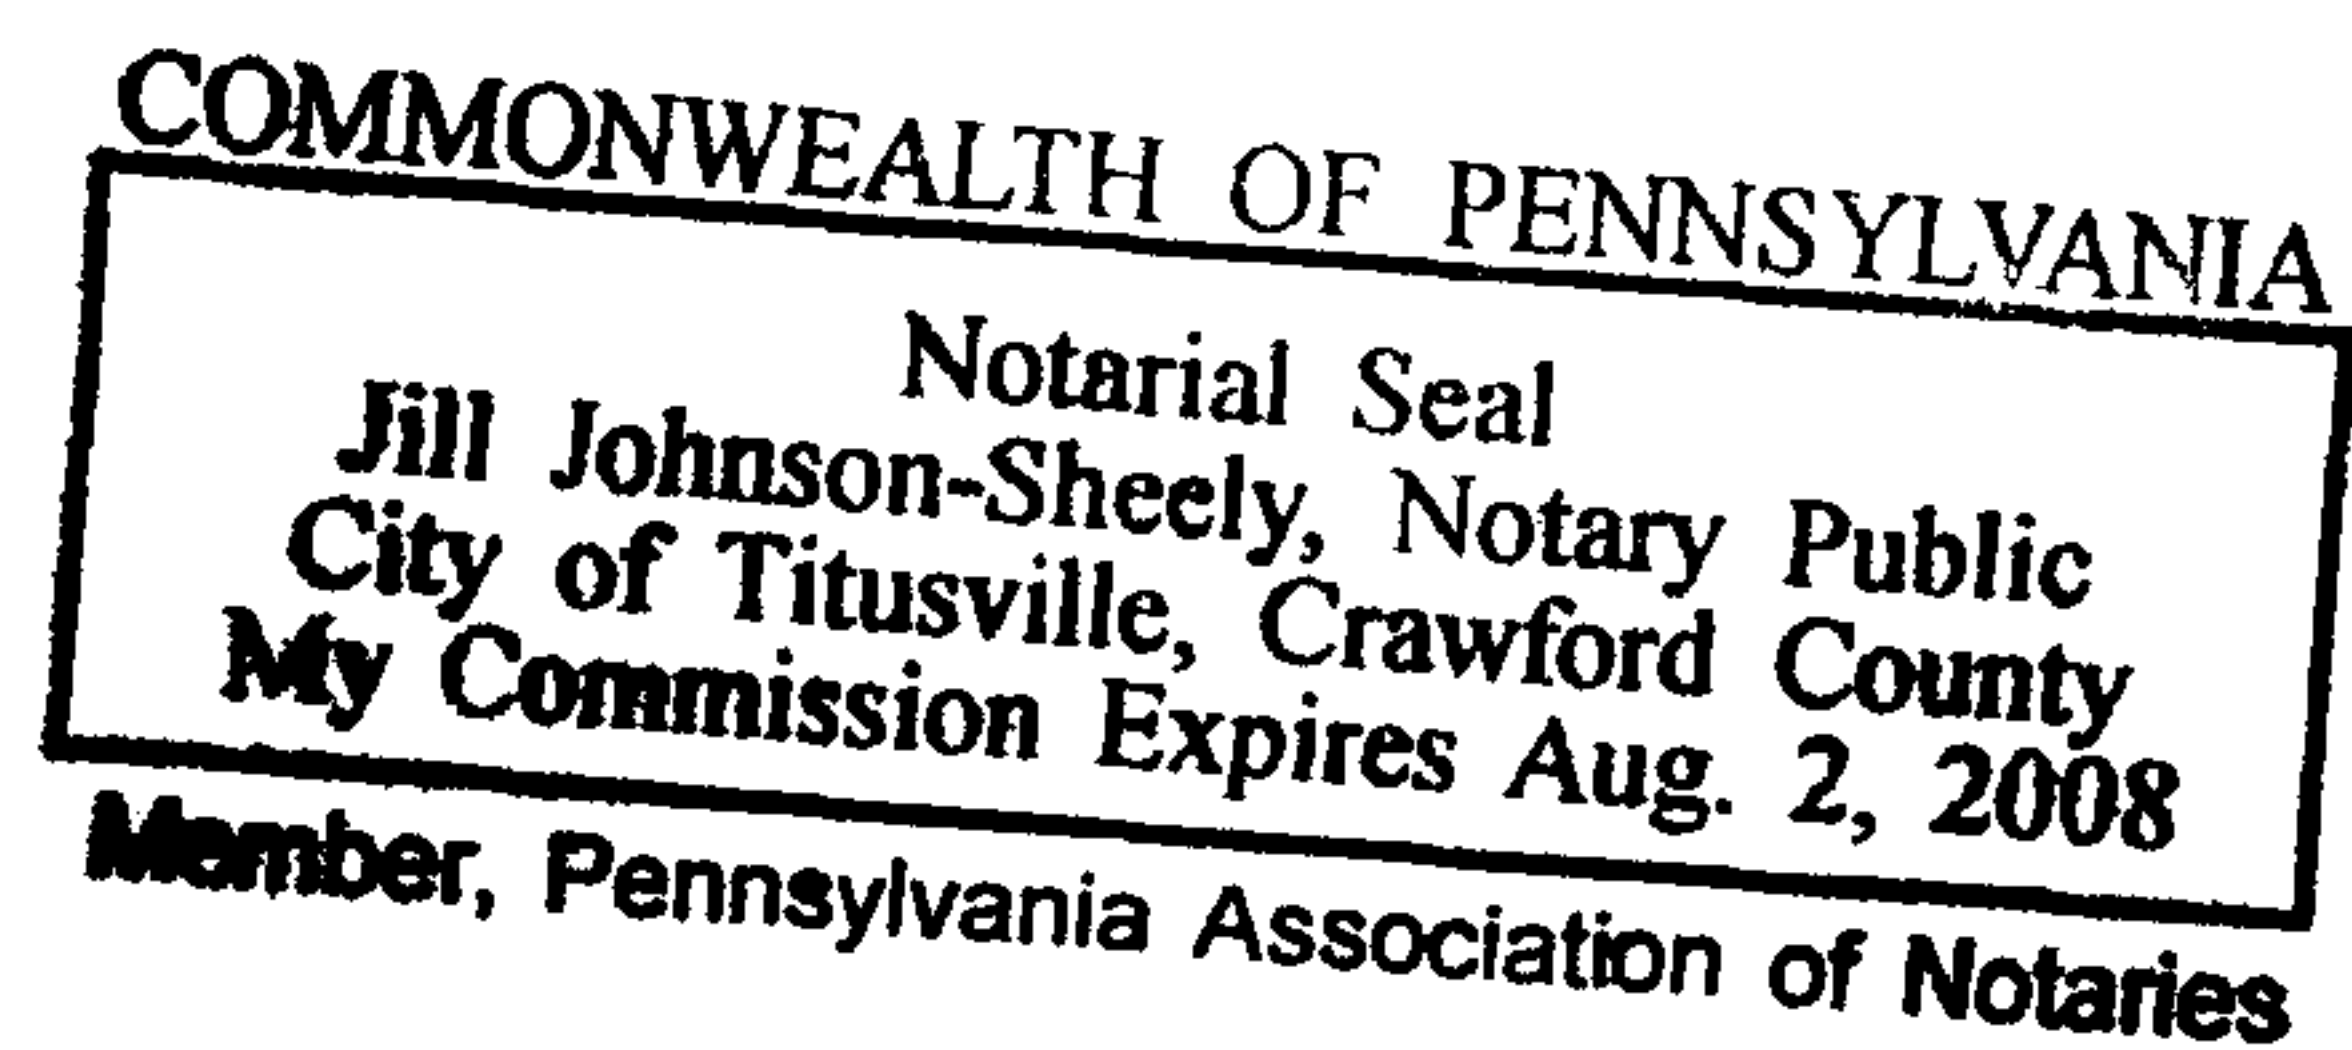 COMMONWEALTH OF PENNSYLVANIA
Notarial Seal
Jill Johnson-Sheely, Notary Public
City of Titusville, Crawford County
My Commission Expires Aug. 2, 2008
Member, Pennsylvania Association of Notaries